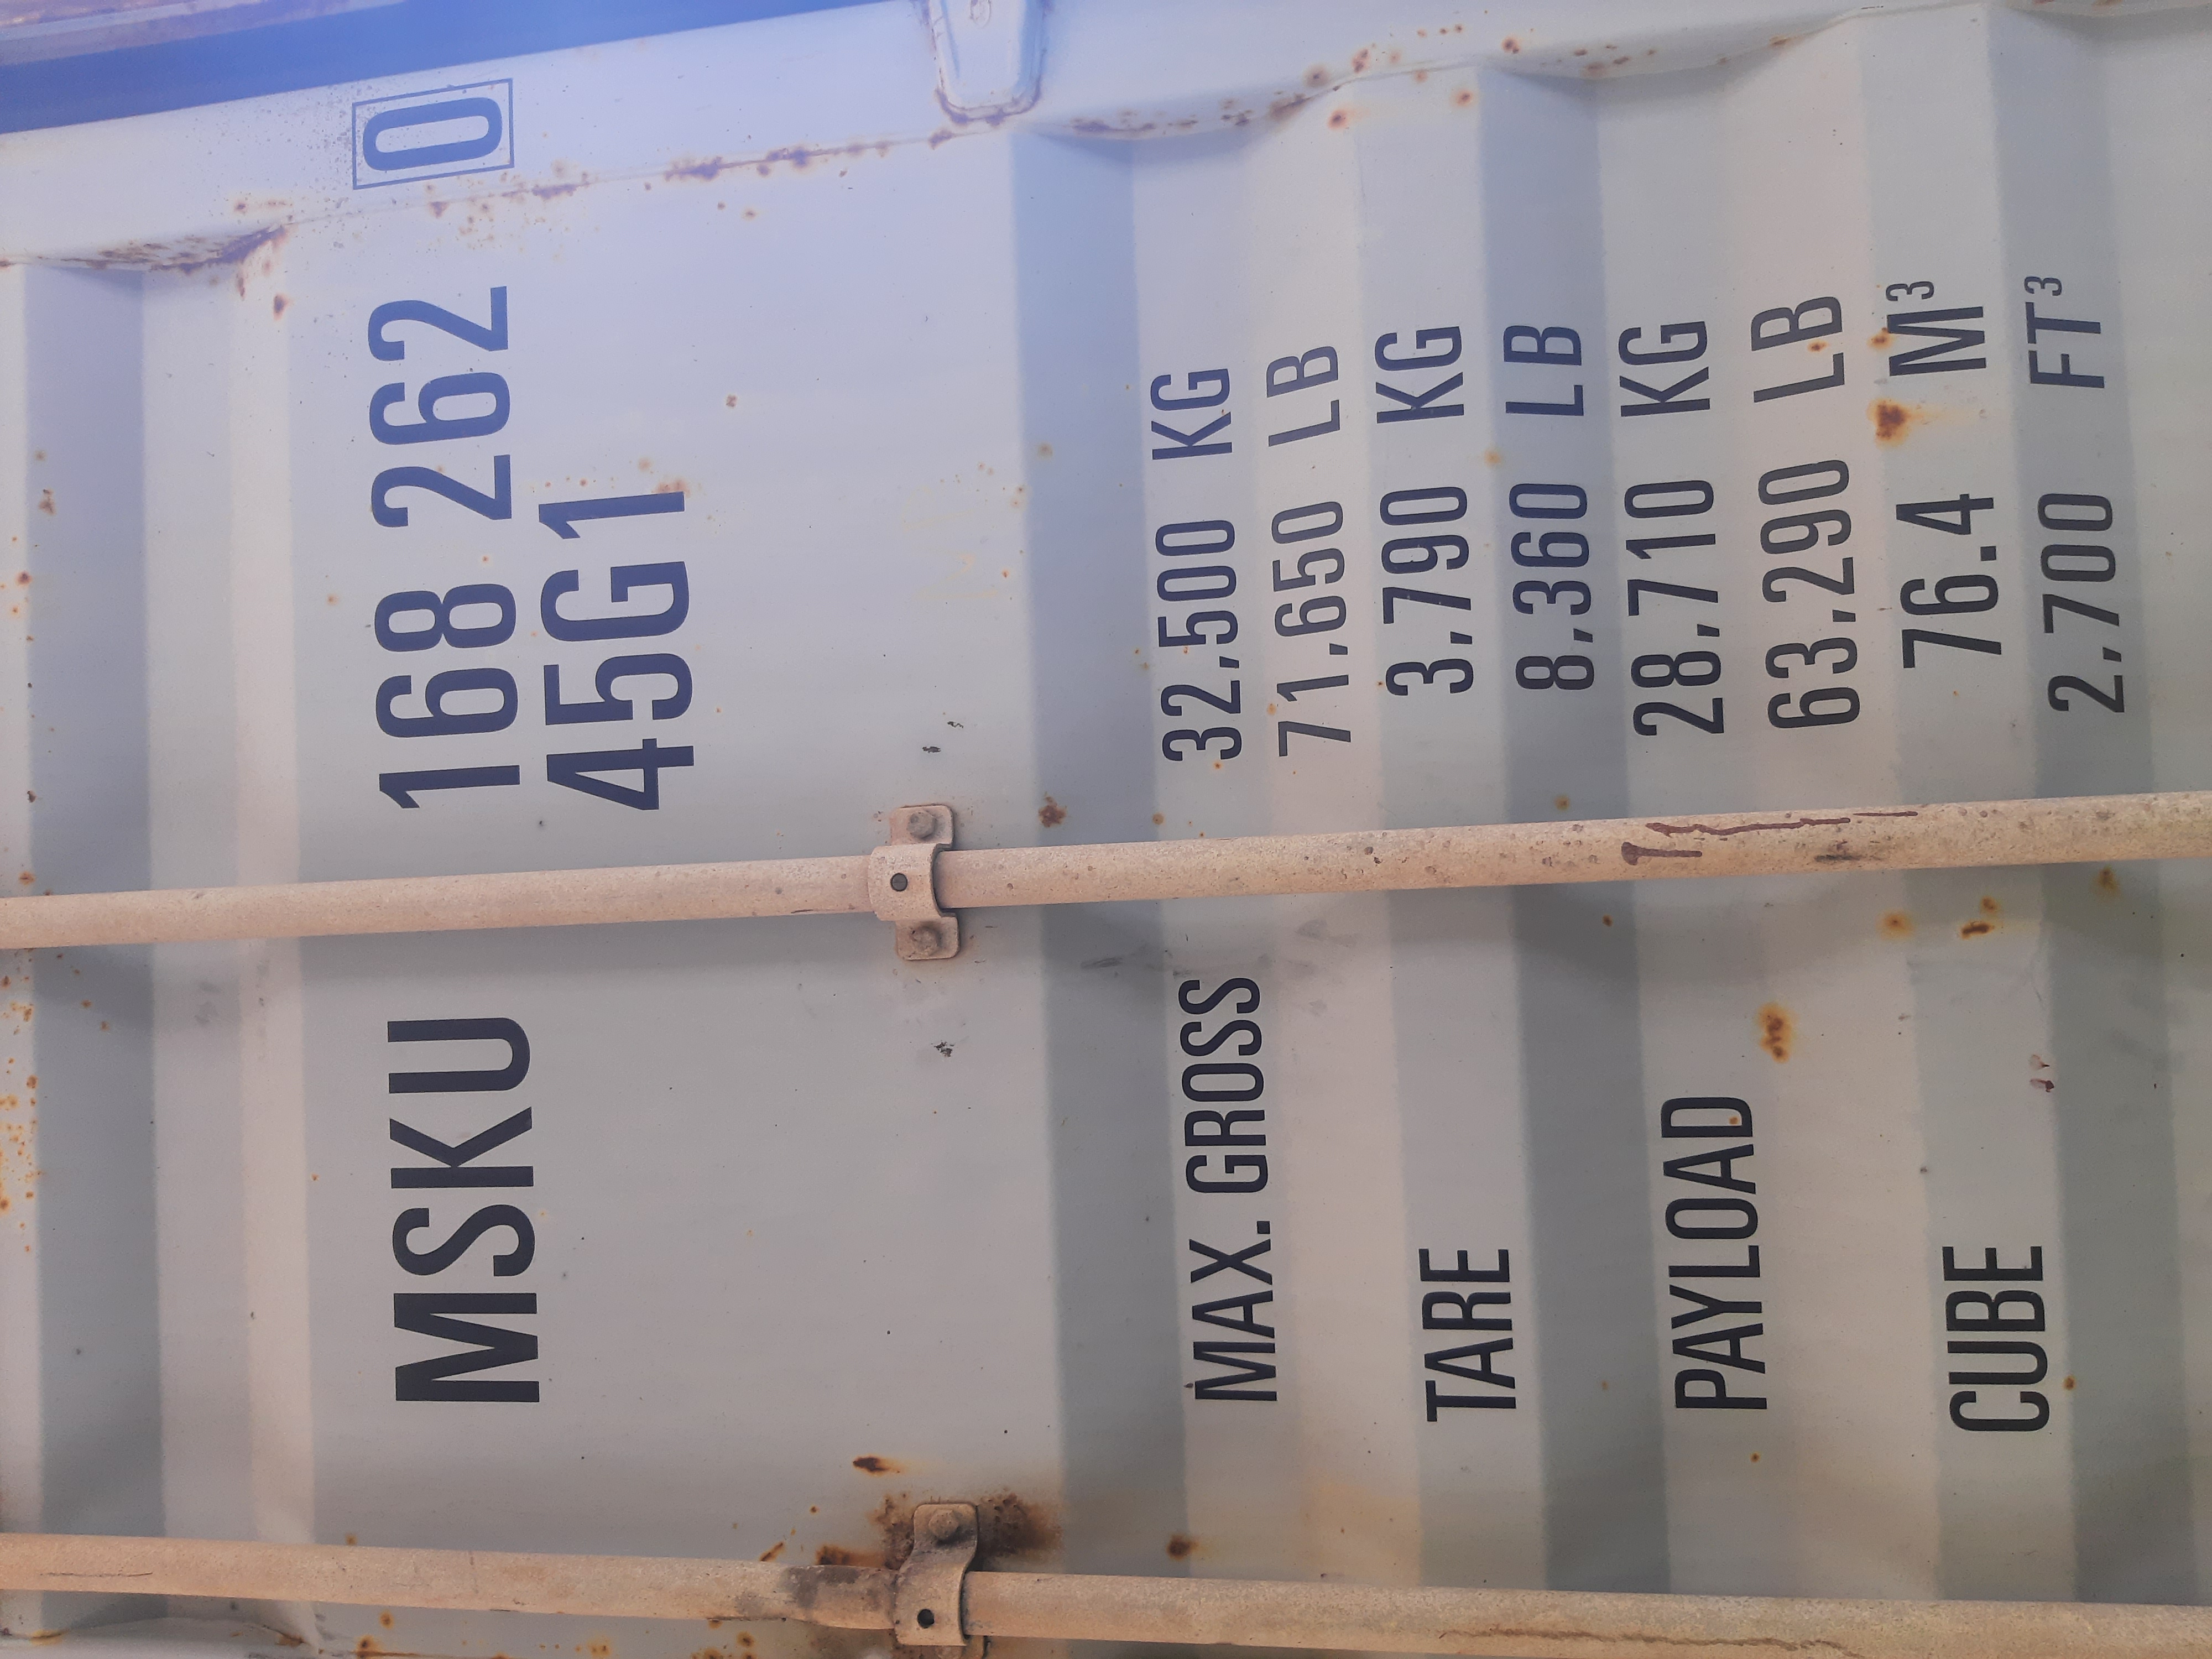 MSKU 168 262 0
45G1
MAX. GROSS 32,500 KG
71,650 LB
TARE 3,790 KG
8,360 LB
PAYLOAD 28,710 KG
63,290 LB
CUBE 76.4 M³
2,700 FT³